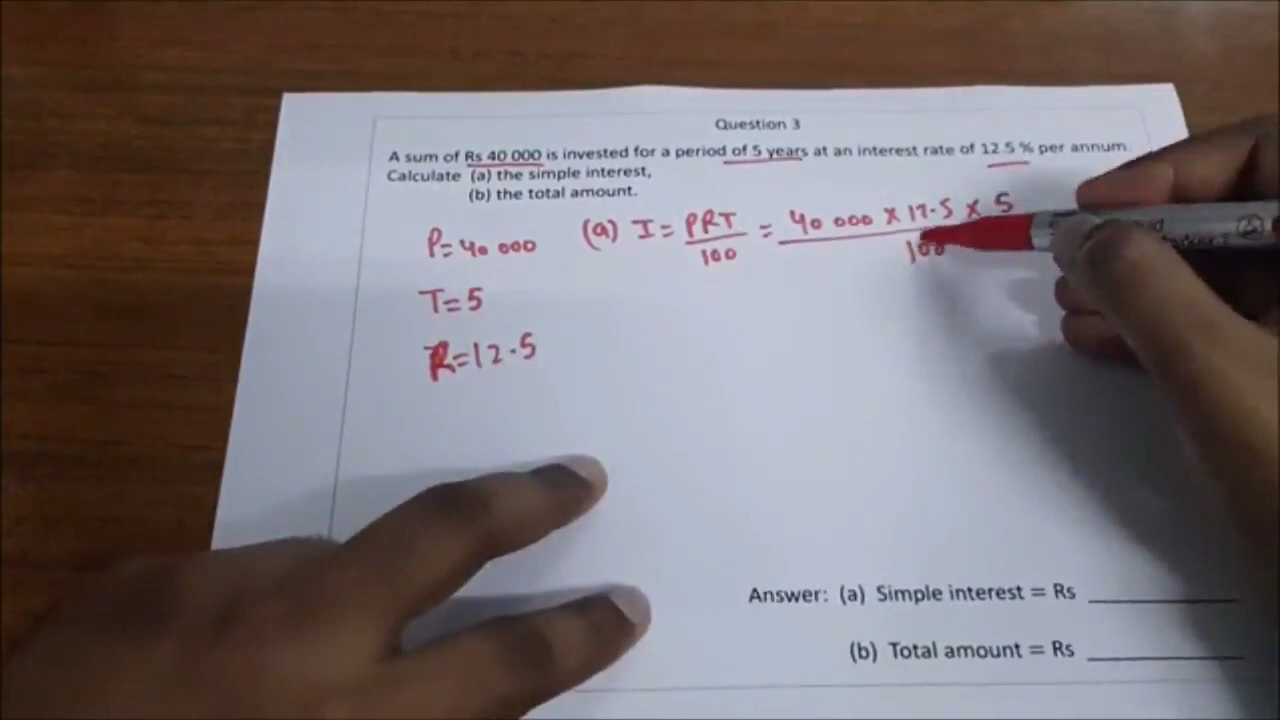 Question 3
A sum of Rs 40 000 is invested for a period of 5 years at an interest rate of 12.5 % per annum.
Calculate (a) the simple interest,
(b) the total amount.
P= 40 000
(a) I = PRT/100 = 40 000 × 12.5 × 5/100
T= 5
R=12.5
Answer: (a) Simple interest = Rs
(b) Total amount = Rs